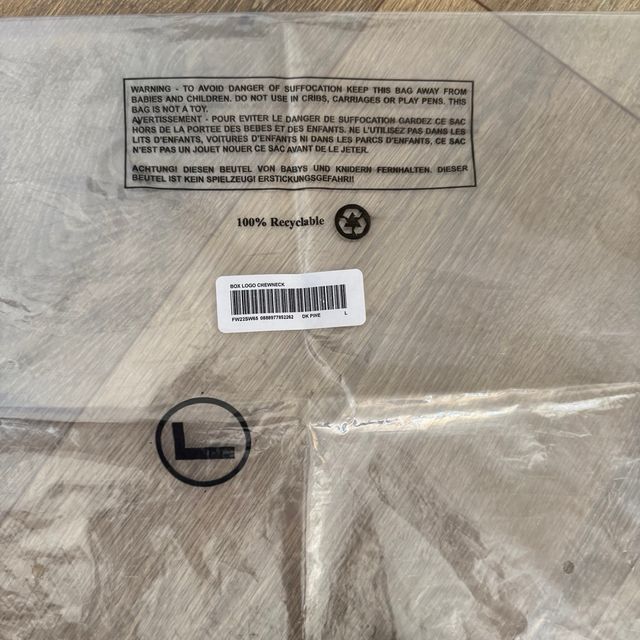 WARNING - TO AVOID DANGER OF SUFFOCATION KEEP THIS BAG AWAY FROM
BABIES AND CHILDREN. DO NOT USE IN CRIBS, CARRIAGES OR PLAY PENS. THIS
BAG IS NOT A TOY.
AVERTISSEMENT - POUR EVITER LE DANGER DE SUFFOCATION GARDEZ CE SAC
HORS DE LA PORTEE DES BEBES ET DES ENFANTS. NE L'UTILISEZ PAS DANS LES
LITS D'ENFANTS, VOITURES D'ENFANTS NI DANS LES PARCS D'ENFANTS, CE SAC
N'EST PAS UN JOUET NOUER CE SAC AVANT DE LE JETER.
ACHTUNG! DIESEN BEUTEL VON BABYS UND KNIDERN FERNHALTEN. DIESER
BEUTEL IST KEIN SPIELZEUG! ERSTICKUNGSGEFAHR!!
100% Recyclable
BOX LOGO CREWNECK
FW22SW65 0888977952262 DK PINE L
L